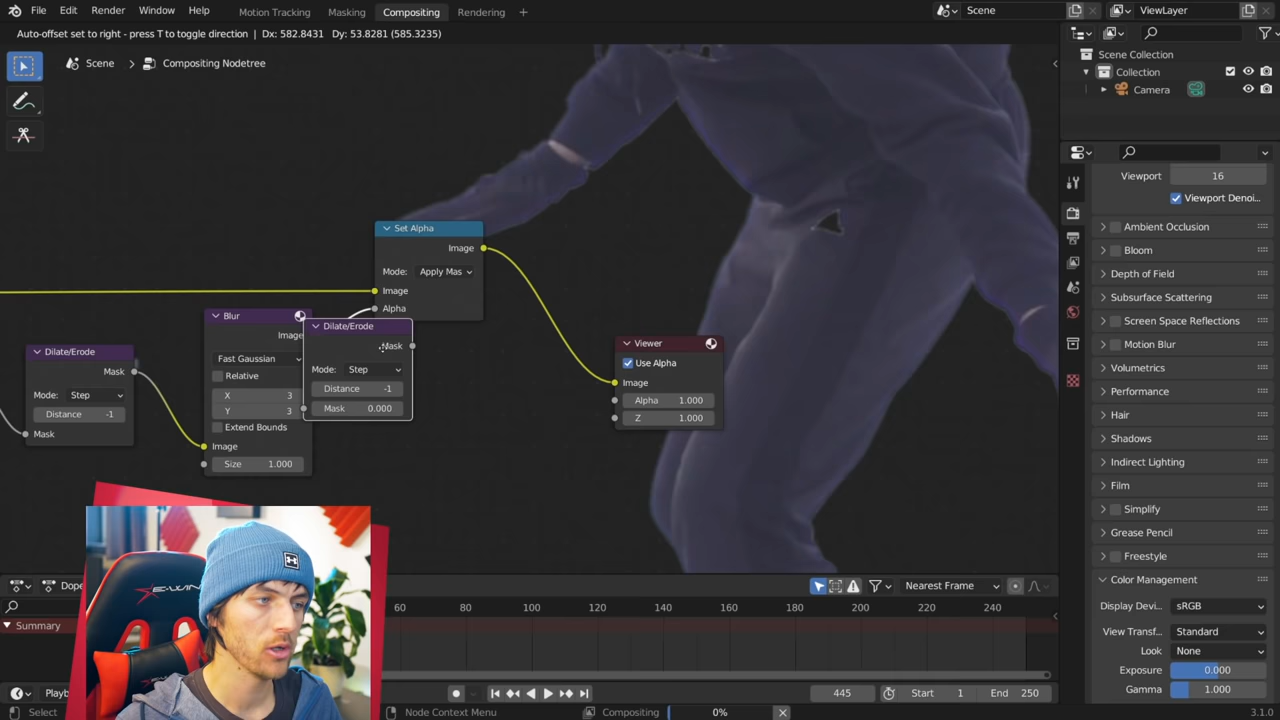 File Edit Render Window Help
Motion Tracking Masking Compositing Rendering +
Scene
ViewLayer
Auto-offset set to right - press T to toggle direction | Dx: 582.8431 Dy: 53.8281 (585.3235)
Scene > Compositing Nodetree
Scene Collection
Collection
Camera
Viewport 16
Viewport Denoi...
Ambient Occlusion
Bloom
Depth of Field
Subsurface Scattering
Screen Space Reflections
Motion Blur
Volumetrics
Performance
Hair
Shadows
Indirect Lighting
Film
Simplify
Grease Pencil
Freestyle
Color Management
Display Devi... sRGB
View Transf... Standard
Look None
Exposure 0.000
Gamma 1.000
Set Alpha
Image
Mode: Apply Mas
Image
Alpha
Blur
Image
Fast Gaussian
Relative
X 3
Y 3
Extend Bounds
Image
Size 1.000
Dilate/Erode
Mask
Mode: Step
Distance -1
Mask 0.000
Dilate/Erode
Mask
Mode: Step
Distance -1
Mask
Viewer
Use Alpha
Image
Alpha 1.000
Z 1.000
Dope
Nearest Frame
60 80 100 120 140 160 180 200 220 240
Summary
Playb
445
Start 1
End 250
Select
Node Context Menu
Compositing 0%
3.1.0